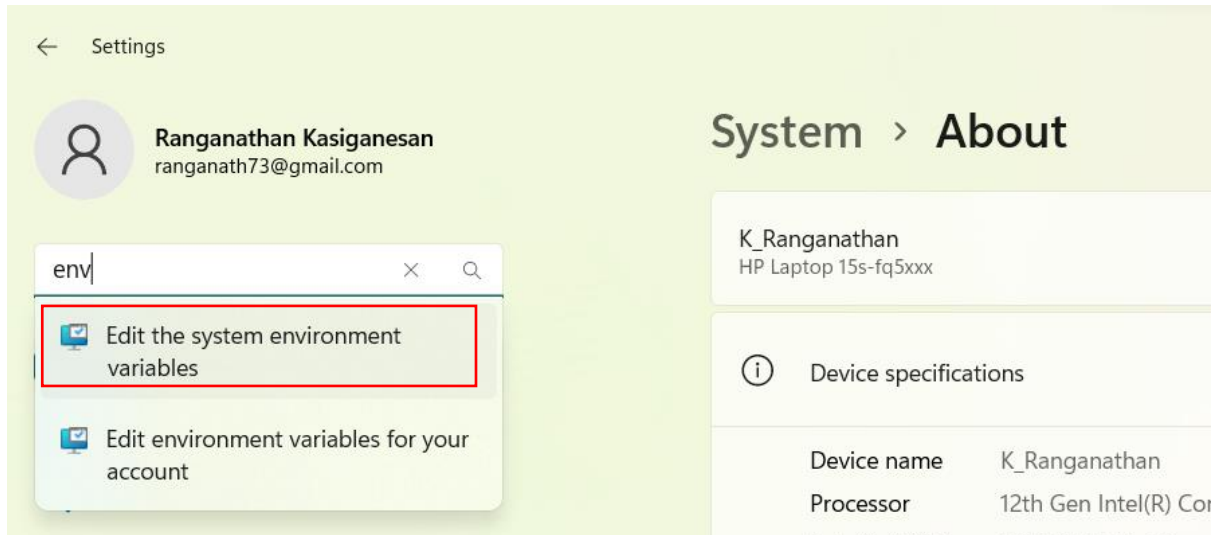 Settings
Ranganathan Kasiganesan
ranganath73@gmail.com
env
Edit the system environment
variables
Edit environment variables for your
account
System > About
K_Ranganathan
HP Laptop 15s-fq5xxx
Device specifications
Device name K_Ranganathan
Processor 12th Gen Intel(R) Cor